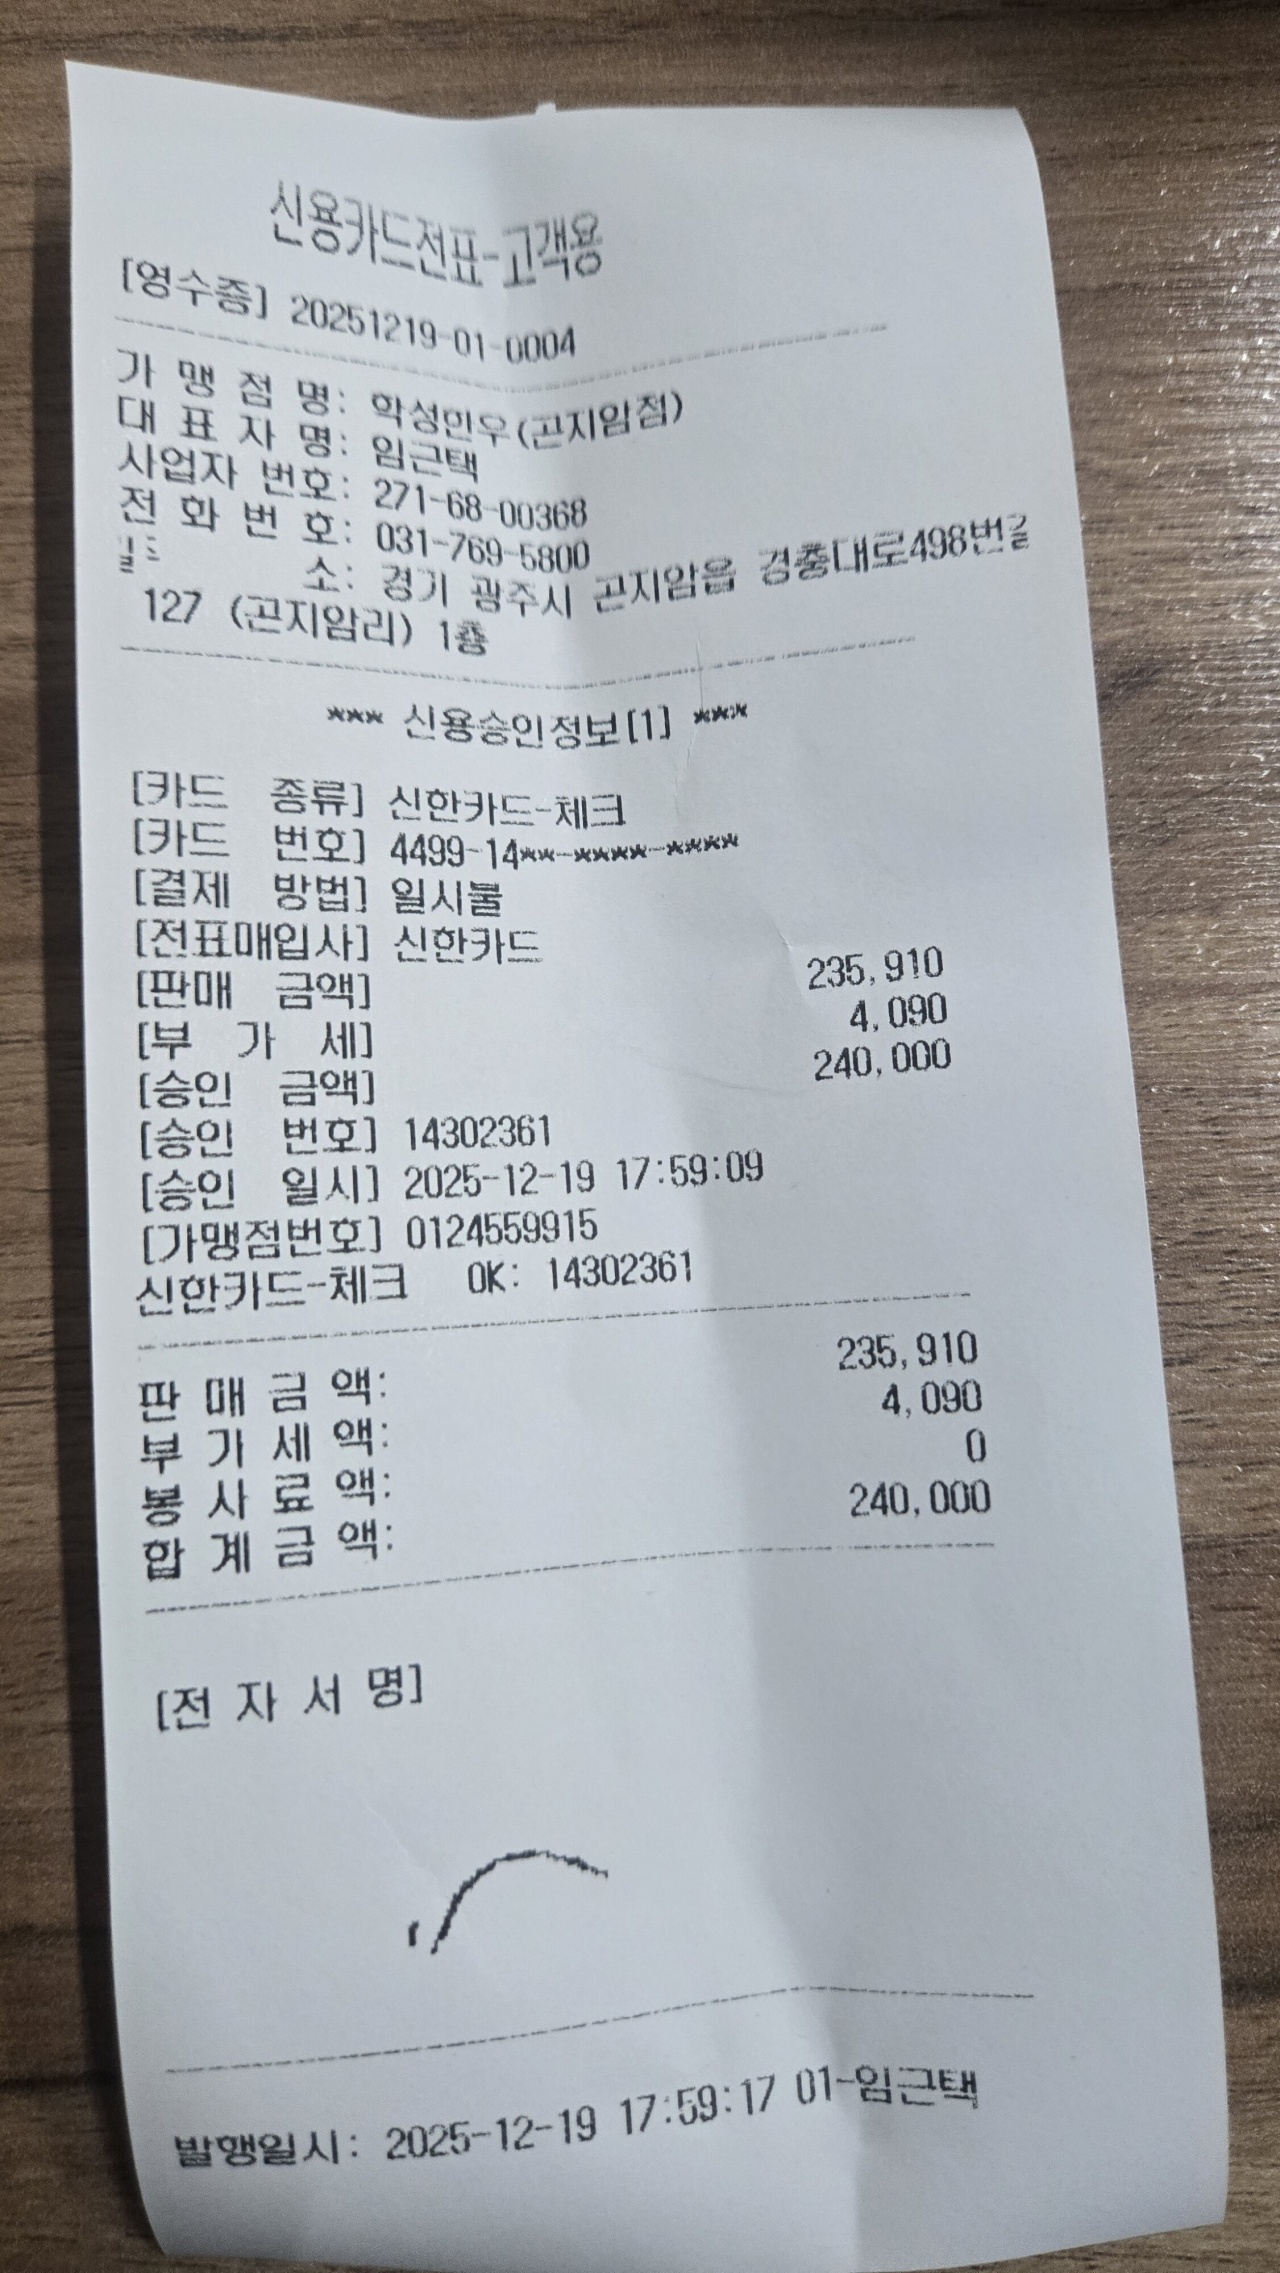 신용카드전표-고객용
[영수증] 20251219-01-0004
가 맹 점 명: 학성한우(곤지암점)
대 표 자 명: 임근택
사업자 번호: 271-68-00368
전 화 번 호: 031-769-5800
소: 경기 광주시 곤지암읍 경충대로498번길
127 (곤지암리) 1층
*** 신용승인정보[1] ***
[카드 종류] 신한카드-체크
[카드 번호] 4499-14**-****-****
[결제 방법] 일시불
[전표매입사] 신한카드
[판매 금액] 235,910
[부 가 세] 4,090
[승인 금액] 240,000
[승인 번호] 14302361
[승인 일시] 2025-12-19 17:59:09
[가맹점번호] 0124559915
신한카드-체크 OK: 14302361
판 매 금 액: 235,910
부 가 세 액: 4,090
봉 사 료 액: 0
합 계 금 액: 240,000
[전 자 서 명]
발행일시: 2025-12-19 17:59:17 01-임근택